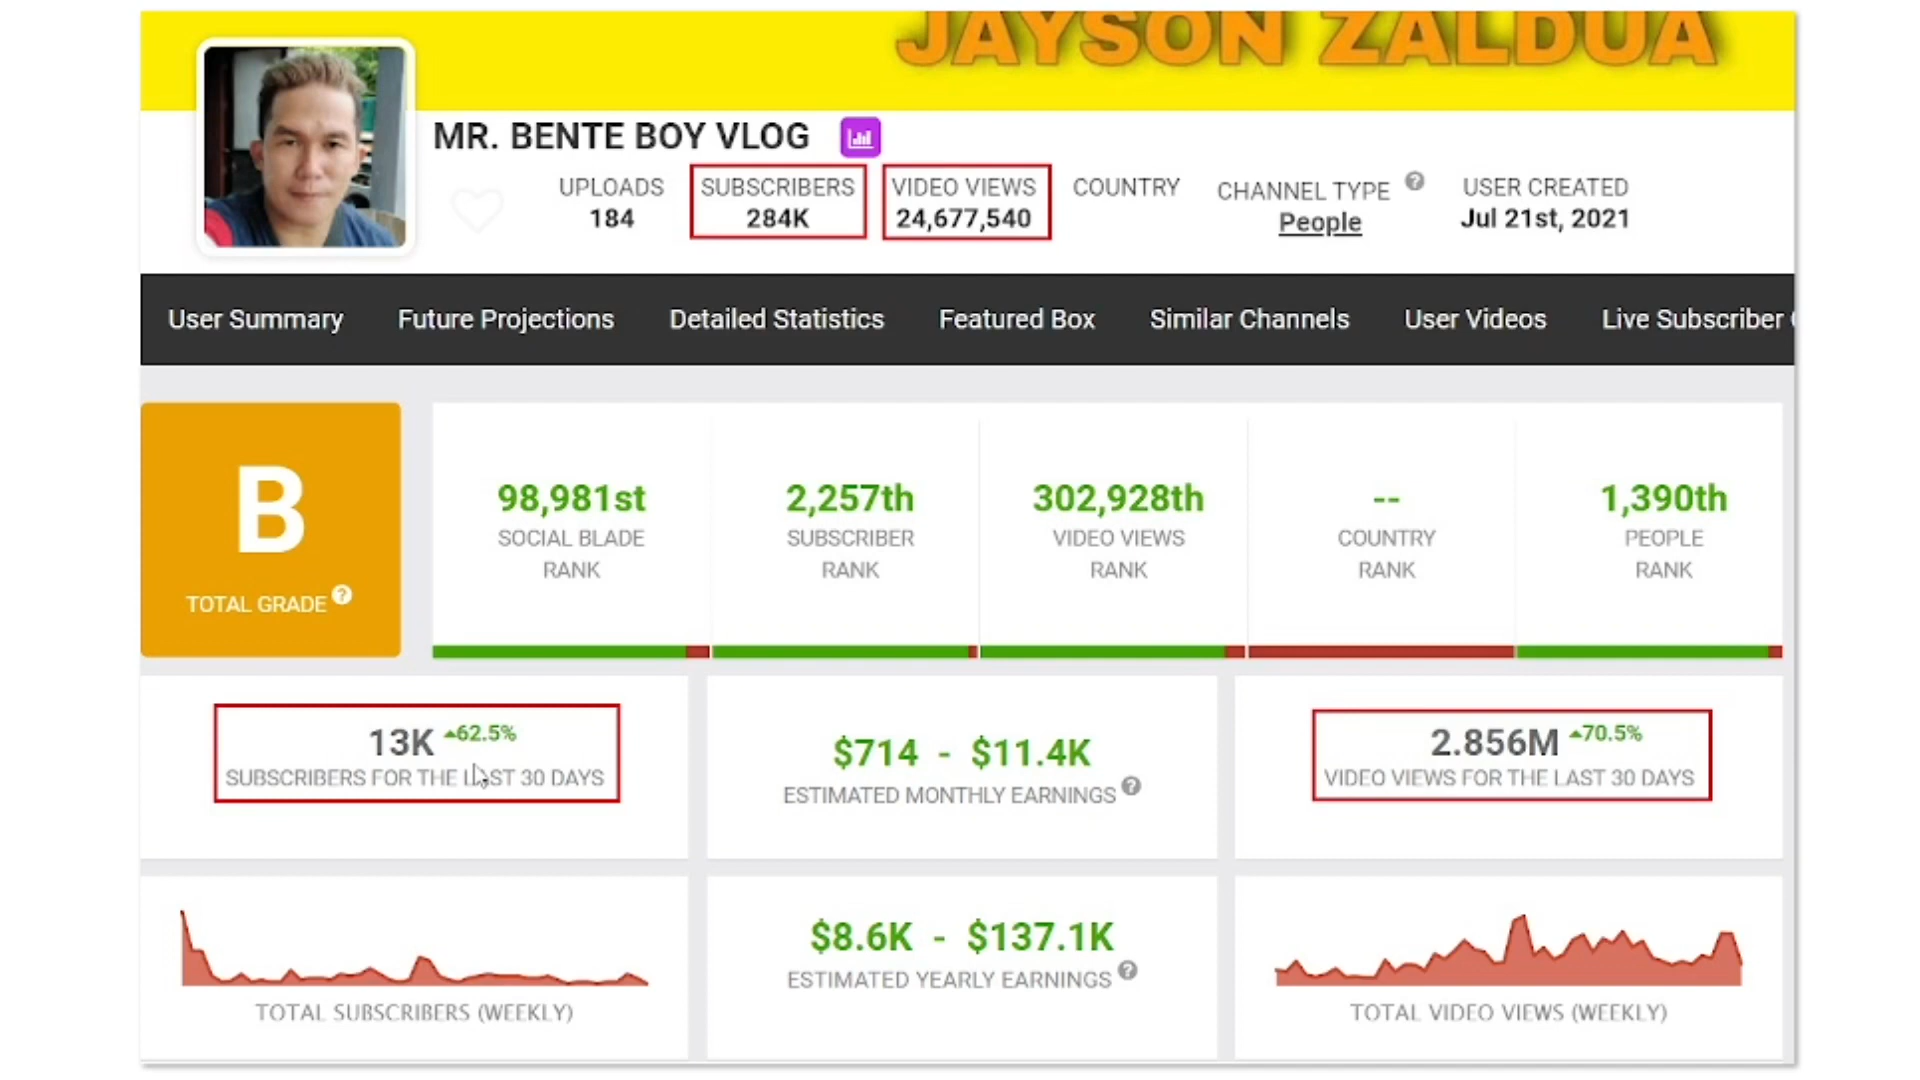 JAYSON ZALDUA
MR. BENTE BOY VLOG
UPLOADS
184
SUBSCRIBERS
284K
VIDEO VIEWS
24,677,540
COUNTRY
CHANNEL TYPE ?
People
USER CREATED
Jul 21st, 2021
User Summary Future Projections Detailed Statistics Featured Box Similar Channels User Videos Live Subscriber
B
TOTAL GRADE ?
98,981st
SOCIAL BLADE
RANK
2,257th
SUBSCRIBER
RANK
302,928th
VIDEO VIEWS
RANK
--
COUNTRY
RANK
1,390th
PEOPLE
RANK
13K 62.5%
SUBSCRIBERS FOR THE LAST 30 DAYS
$714 - $11.4K
ESTIMATED MONTHLY EARNINGS ?
2.856M 70.5%
VIDEO VIEWS FOR THE LAST 30 DAYS
TOTAL SUBSCRIBERS (WEEKLY)
$8.6K - $137.1K
ESTIMATED YEARLY EARNINGS ?
TOTAL VIDEO VIEWS (WEEKLY)